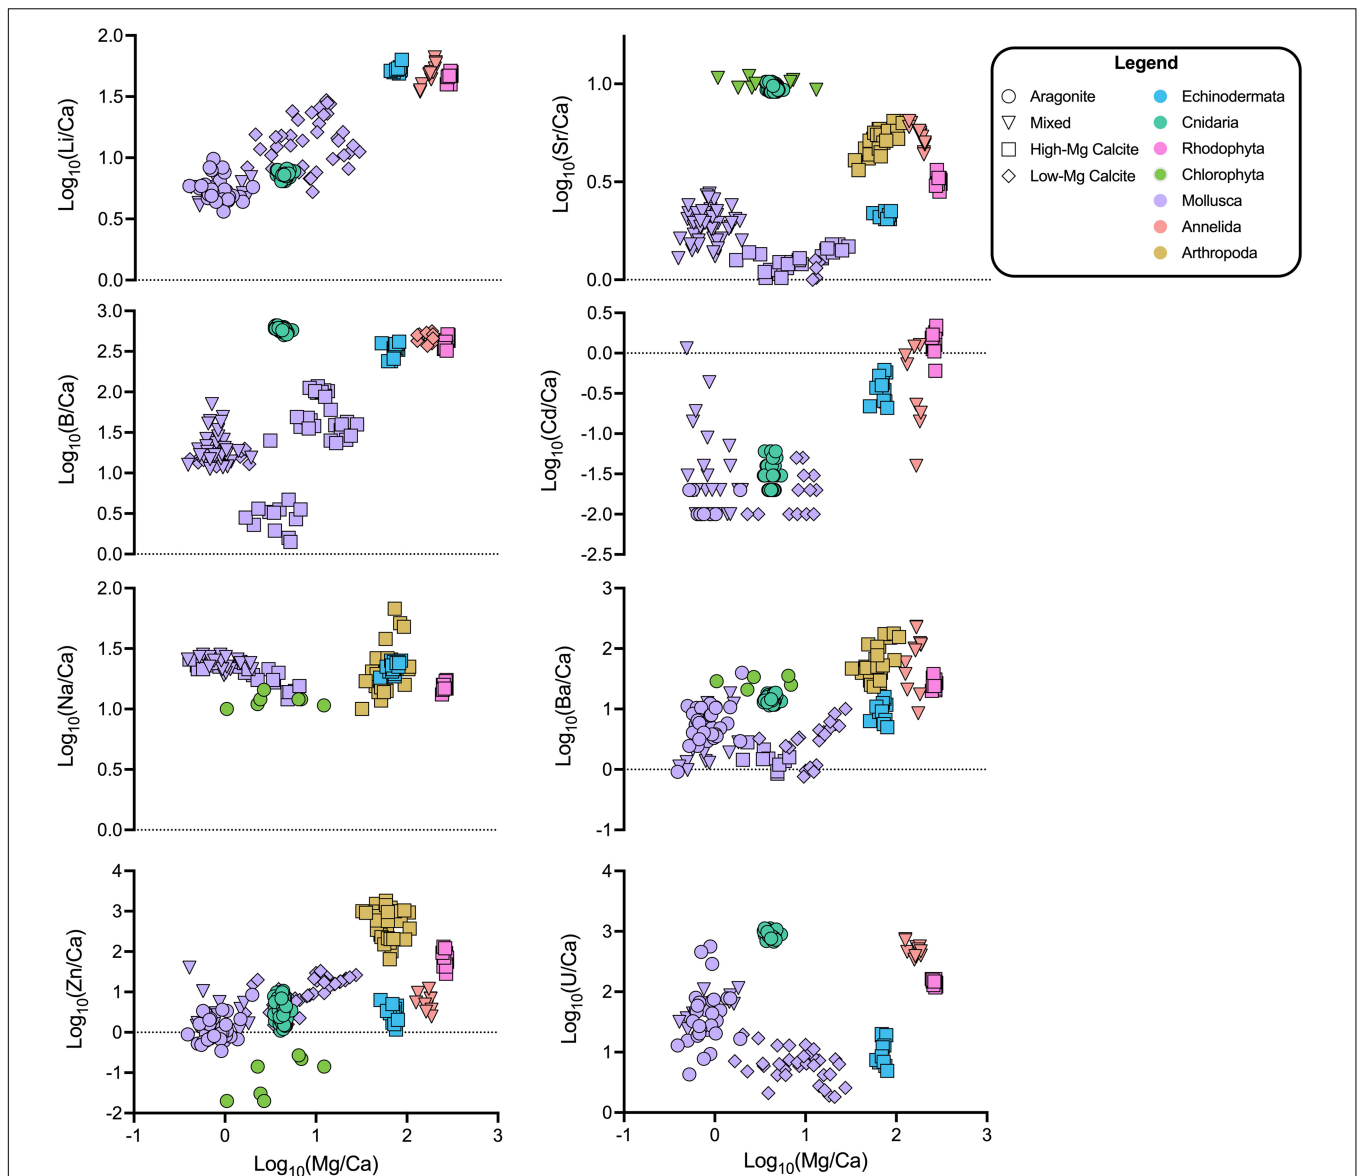 Legend
Aragonite
Mixed
High-Mg Calcite
Low-Mg Calcite
Echinodermata
Cnidaria
Rhodophyta
Chlorophyta
Mollusca
Annelida
Arthropoda
Log10(Li/Ca)
2.0
1.5
1.0
0.5
0.0
Log10(Sr/Ca)
1.0
0.5
0.0
Log10(B/Ca)
3.0
2.5
2.0
1.5
1.0
0.5
0.0
Log10(Cd/Ca)
0.5
0.0
-0.5
-1.0
-1.5
-2.0
-2.5
Log10(Na/Ca)
2.0
1.5
1.0
0.5
0.0
Log10(Ba/Ca)
3
2
1
0
-1
Log10(Zn/Ca)
4
3
2
1
0
-1
-2
-1 0 1 2 3
Log10(Mg/Ca)
Log10(U/Ca)
4
3
2
1
0
-1 0 1 2 3
Log10(Mg/Ca)